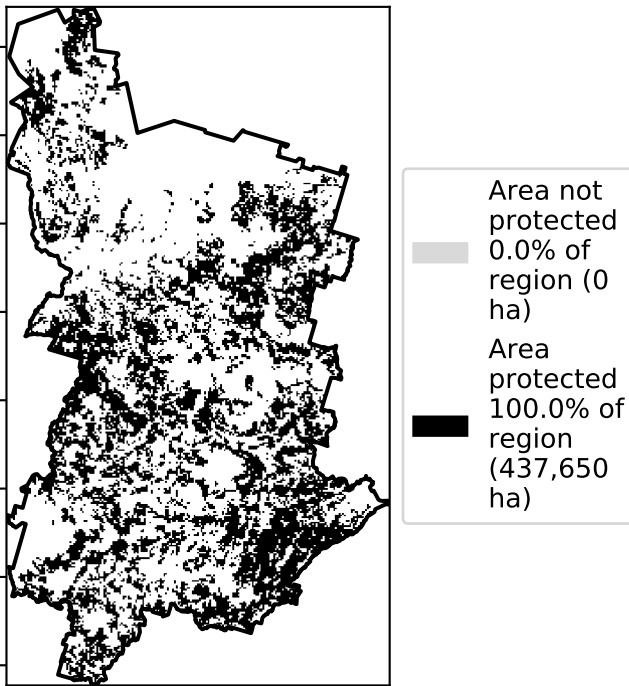 Area not
protected
0.0% of
region (0
ha)
Area
protected
100.0% of
region
(437,650
ha)